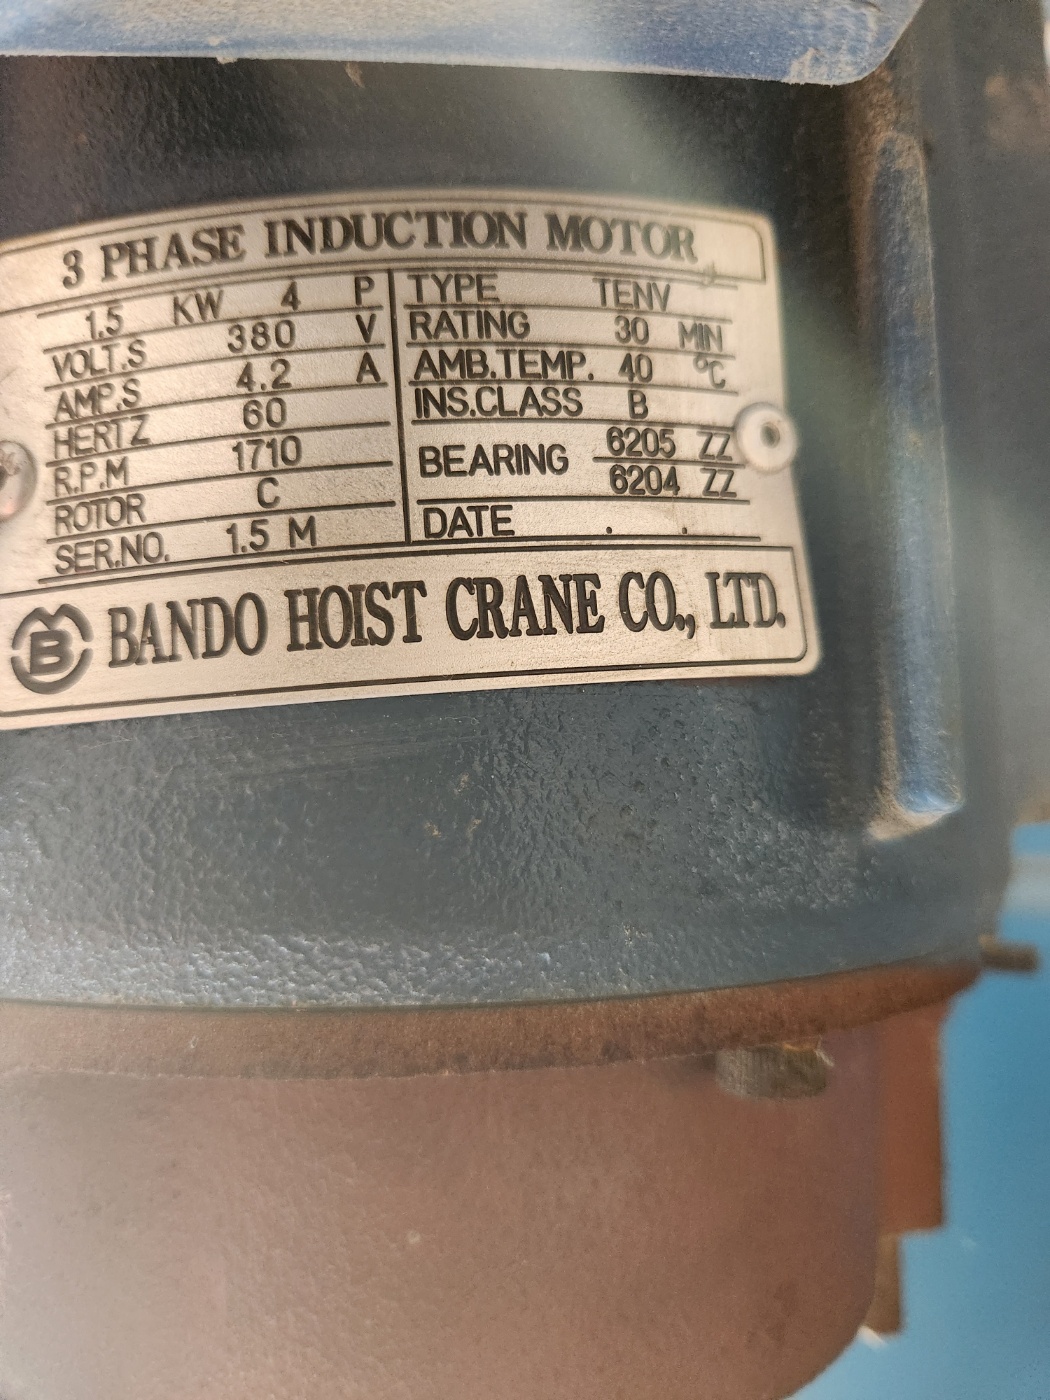 3 PHASE INDUCTION MOTOR
1.5 KW 4 P
VOLT.S 380 V
AMP.S 4.2 A
HERTZ 60
R.P.M 1710
ROTOR C
SER.NO. 1.5 M
TYPE TENV
RATING 30 MIN
AMB.TEMP. 40 °C
INS.CLASS B
BEARING 6205 ZZ
6204 ZZ
DATE . .
B BANDO HOIST CRANE CO., LTD.